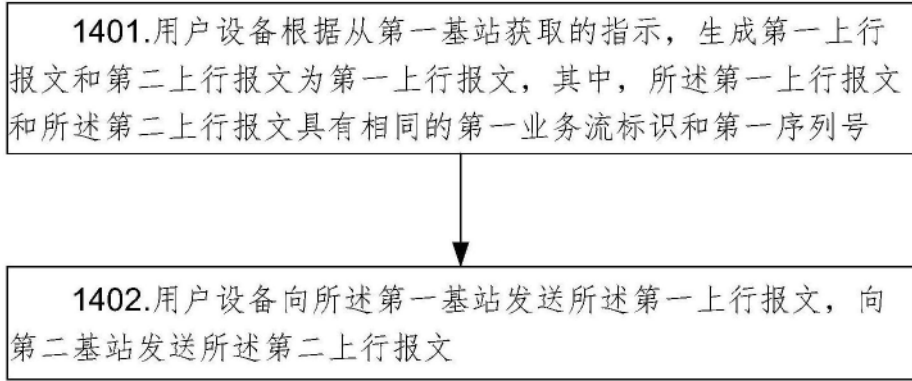 1401.用户设备根据从第一基站获取的指示，生成第一上行
报文和第二上行报文为第一上行报文，其中，所述第一上行报文
和所述第二上行报文具有相同的第一业务流标识和第一序列号
1402.用户设备向所述第一基站发送所述第一上行报文，向
第二基站发送所述第二上行报文